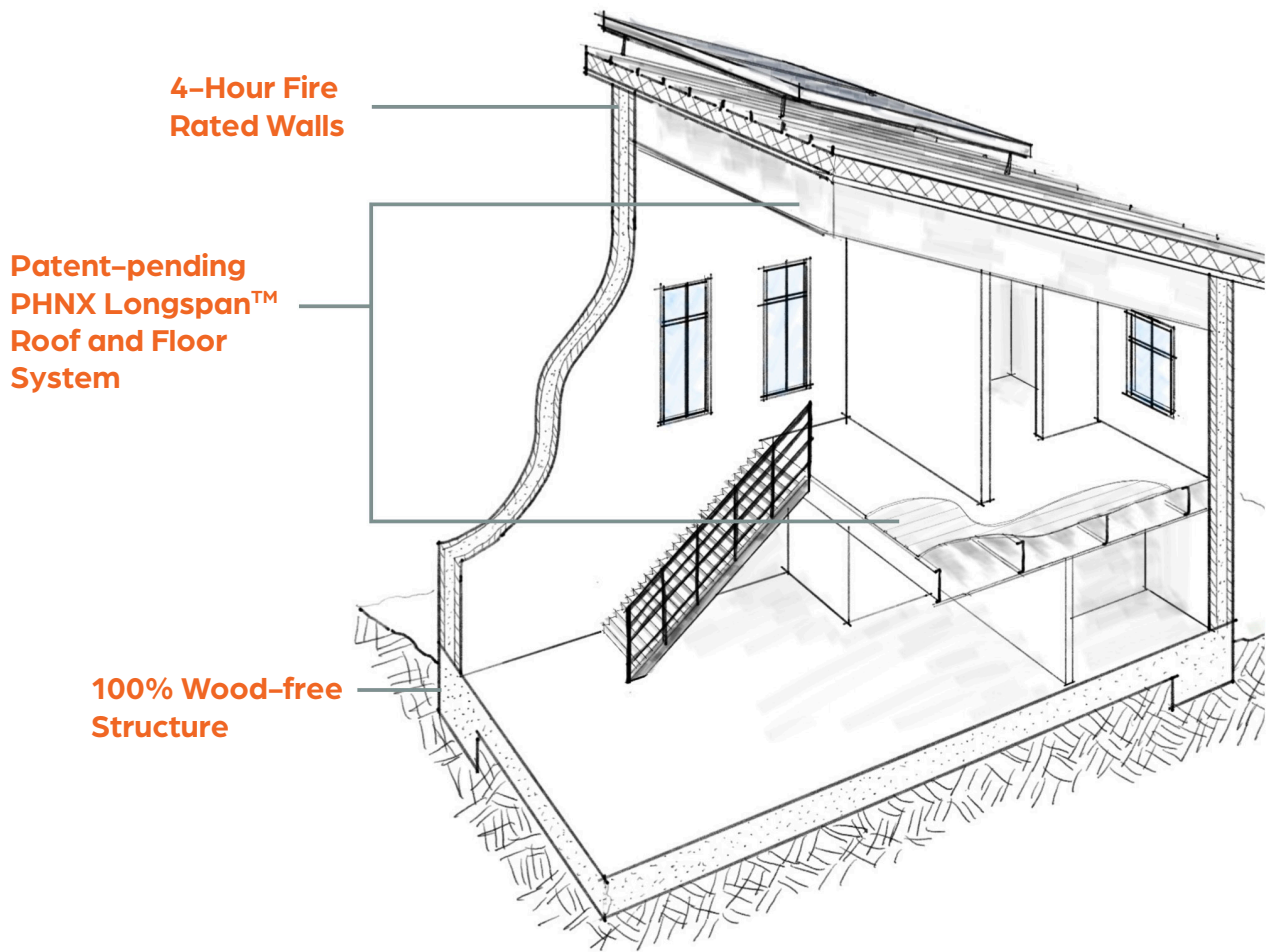 4-Hour Fire
Rated Walls
Patent-pending
PHNX Longspan™
Roof and Floor
System
100% Wood-free
Structure